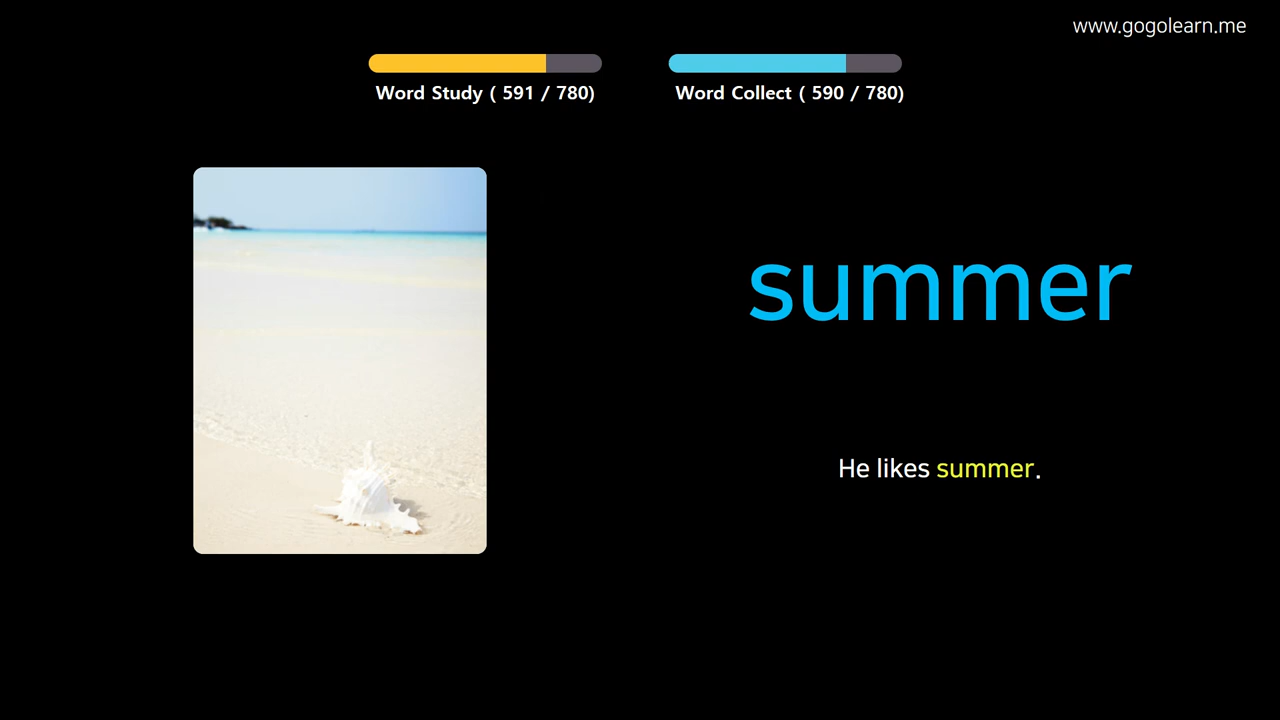 www.gogolearn.me
Word Study ( 591 / 780)
Word Collect ( 590 / 780)
summer
He likes summer.